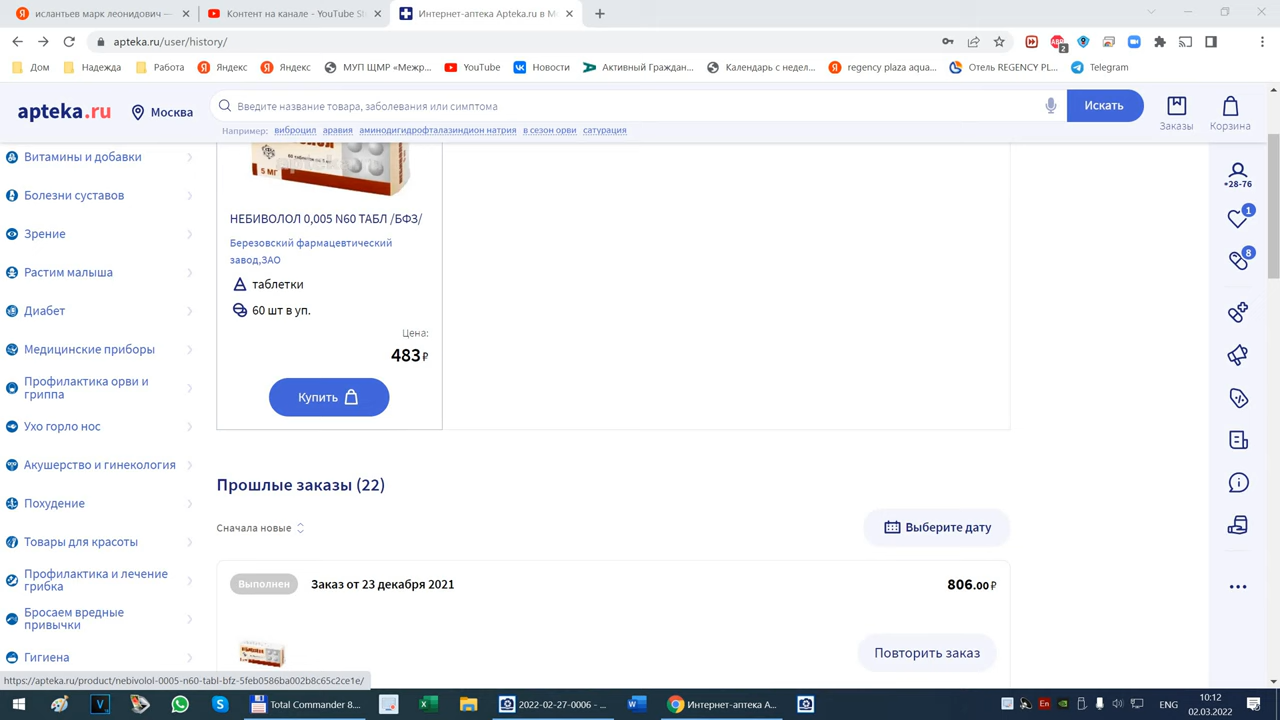 ислантьев марк леонидович —
Контент на канале - YouTube St
Интернет-аптека Apteka.ru в М
apteka.ru/user/history/
2
Дом
Надежда
Работа
Яндекс
Яндекс
МУП ЩМР «Межр...
YouTube
Новости
Активный Граждан...
Календарь с недел...
regency plaza aqua...
Отель REGENCY PL...
Telegram
apteka.ru
Москва
Введите название товара, заболевания или симптома
Искать
Заказы
Корзина
Например: виброцил аравия аминодигидрофталазиндион натрия в сезон орви сатурация
Витамины и добавки
Болезни суставов
Зрение
Растим малыша
Диабет
Медицинские приборы
Профилактика орви и
гриппа
Ухо горло нос
Акушерство и гинекология
Похудение
Товары для красоты
Профилактика и лечение
грибка
Бросаем вредные
привычки
Гигиена
5 МГ
НЕБИВОЛОЛ 0,005 N60 ТАБЛ /БФЗ/
Березовский фармацевтический
завод,ЗАО
таблетки
60 шт в уп.
Цена:
483 ₽
Купить
Прошлые заказы (22)
Сначала новые
Выберите дату
Выполнен
Заказ от 23 декабря 2021
806.00 ₽
Повторить заказ
•28-76
1
8
https://apteka.ru/product/nebivolol-0005-n60-tabl-bfz-5feb0586ba002b8c65c2ce1e/
Total Commander 8....
2022-02-27-0006 - ...
Интернет-аптека А...
ENG
10:12
02.03.2022